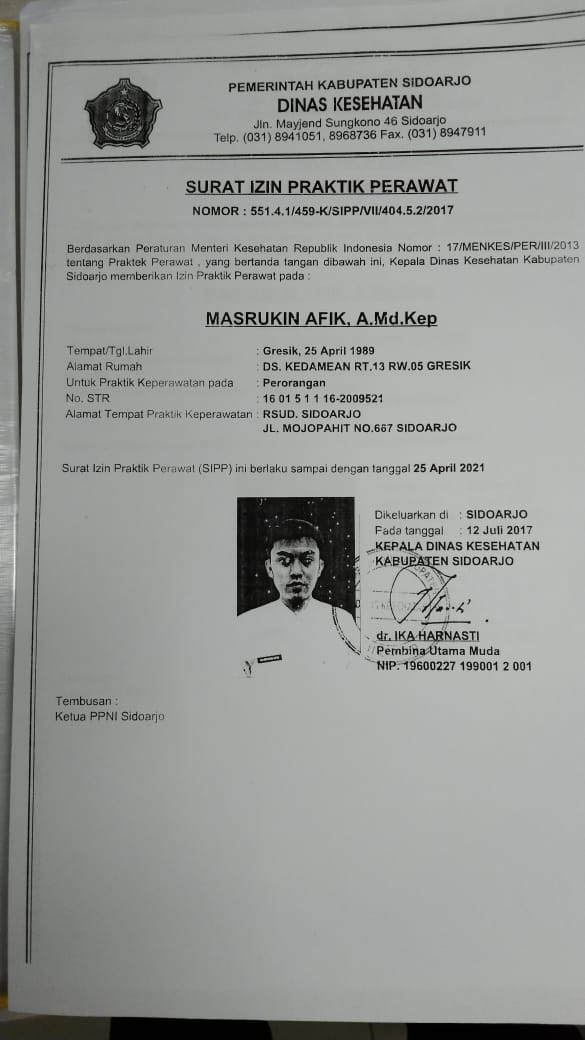 PEMERINTAH KABUPATEN SIDOARJO
DINAS KESEHATAN
Jln. Mayjend Sungkono 46 Sidoarjo
Telp. (031) 8941051, 8968736 Fax. (031) 8947911
SURAT IZIN PRAKTIK PERAWAT
NOMOR : 551.4.1/459-K/SIPP/VII/404.5.2/2017
Berdasarkan Peraturan Menteri Kesehatan Republik Indonesia Nomor : 17/MENKES/PER/III/2013
tentang Praktek Perawat , yang bertanda tangan dibawah ini, Kepala Dinas Kesehatan Kabupaten
Sidoarjo memberikan Izin Praktik Perawat pada :
MASRUKIN AFIK, A.Md.Kep
Tempat/Tgl.Lahir : Gresik, 25 April 1989
Alamat Rumah : DS. KEDAMEAN RT.13 RW.05 GRESIK
Untuk Praktik Keperawatan pada : Perorangan
No. STR : 16 01 5 1 1 16-2009521
Alamat Tempat Praktik Keperawatan : RSUD. SIDOARJO
JL. MOJOPAHIT NO.667 SIDOARJO
Surat Izin Praktik Perawat (SIPP) ini berlaku sampai dengan tanggal 25 April 2021
Dikeluarkan di : SIDOARJO
Pada tanggal : 12 Juli 2017
KEPALA DINAS KESEHATAN
KABUPATEN SIDOARJO
dr. IKA HARNASTI
Pembina Utama Muda
NIP. 19600227 199001 2 001
Tembusan :
Ketua PPNI Sidoarjo